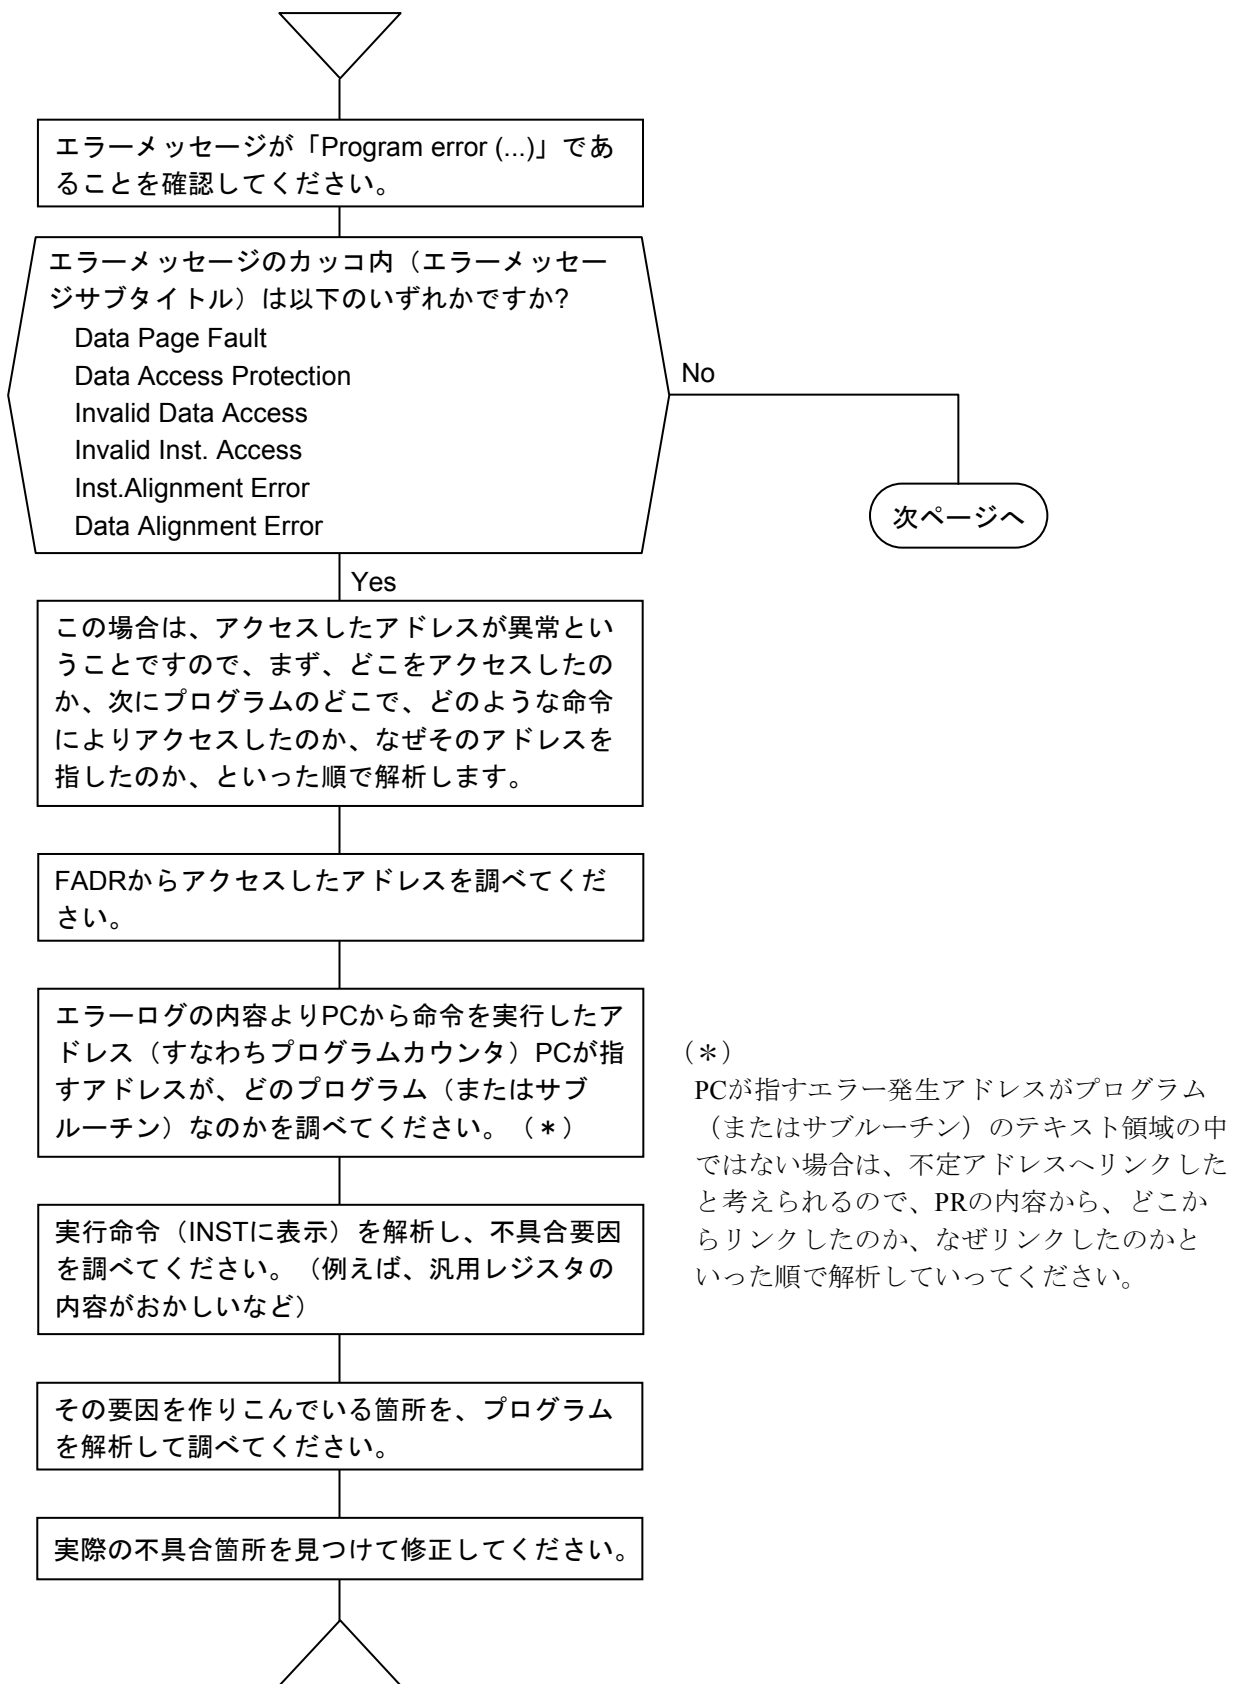 エラーメッセージが「Program error (...)」であ
ることを確認してください。
エラーメッセージのカッコ内（エラーメッセー
ジサブタイトル）は以下のいずれかですか?
Data Page Fault
Data Access Protection
Invalid Data Access
Invalid Inst. Access
Inst.Alignment Error
Data Alignment Error
No
次ページへ
Yes
この場合は、アクセスしたアドレスが異常とい
うことですので、まず、どこをアクセスしたの
か、次にプログラムのどこで、どのような命令
によりアクセスしたのか、なぜそのアドレスを
指したのか、といった順で解析します。
FADRからアクセスしたアドレスを調べてくだ
さい。
エラーログの内容よりPCから命令を実行したア
ドレス（すなわちプログラムカウンタ）PCが指
すアドレスが、どのプログラム（またはサブ
ルーチン）なのかを調べてください。（＊）
（＊）
PCが指すエラー発生アドレスがプログラム
（またはサブルーチン）のテキスト領域の中
ではない場合は、不定アドレスへリンクした
と考えられるので、PRの内容から、どこか
らリンクしたのか、なぜリンクしたのかと
いった順で解析していってください。
実行命令（INSTに表示）を解析し、不具合要因
を調べてください。（例えば、汎用レジスタの
内容がおかしいなど）
その要因を作りこんでいる箇所を、プログラム
を解析して調べてください。
実際の不具合箇所を見つけて修正してください。